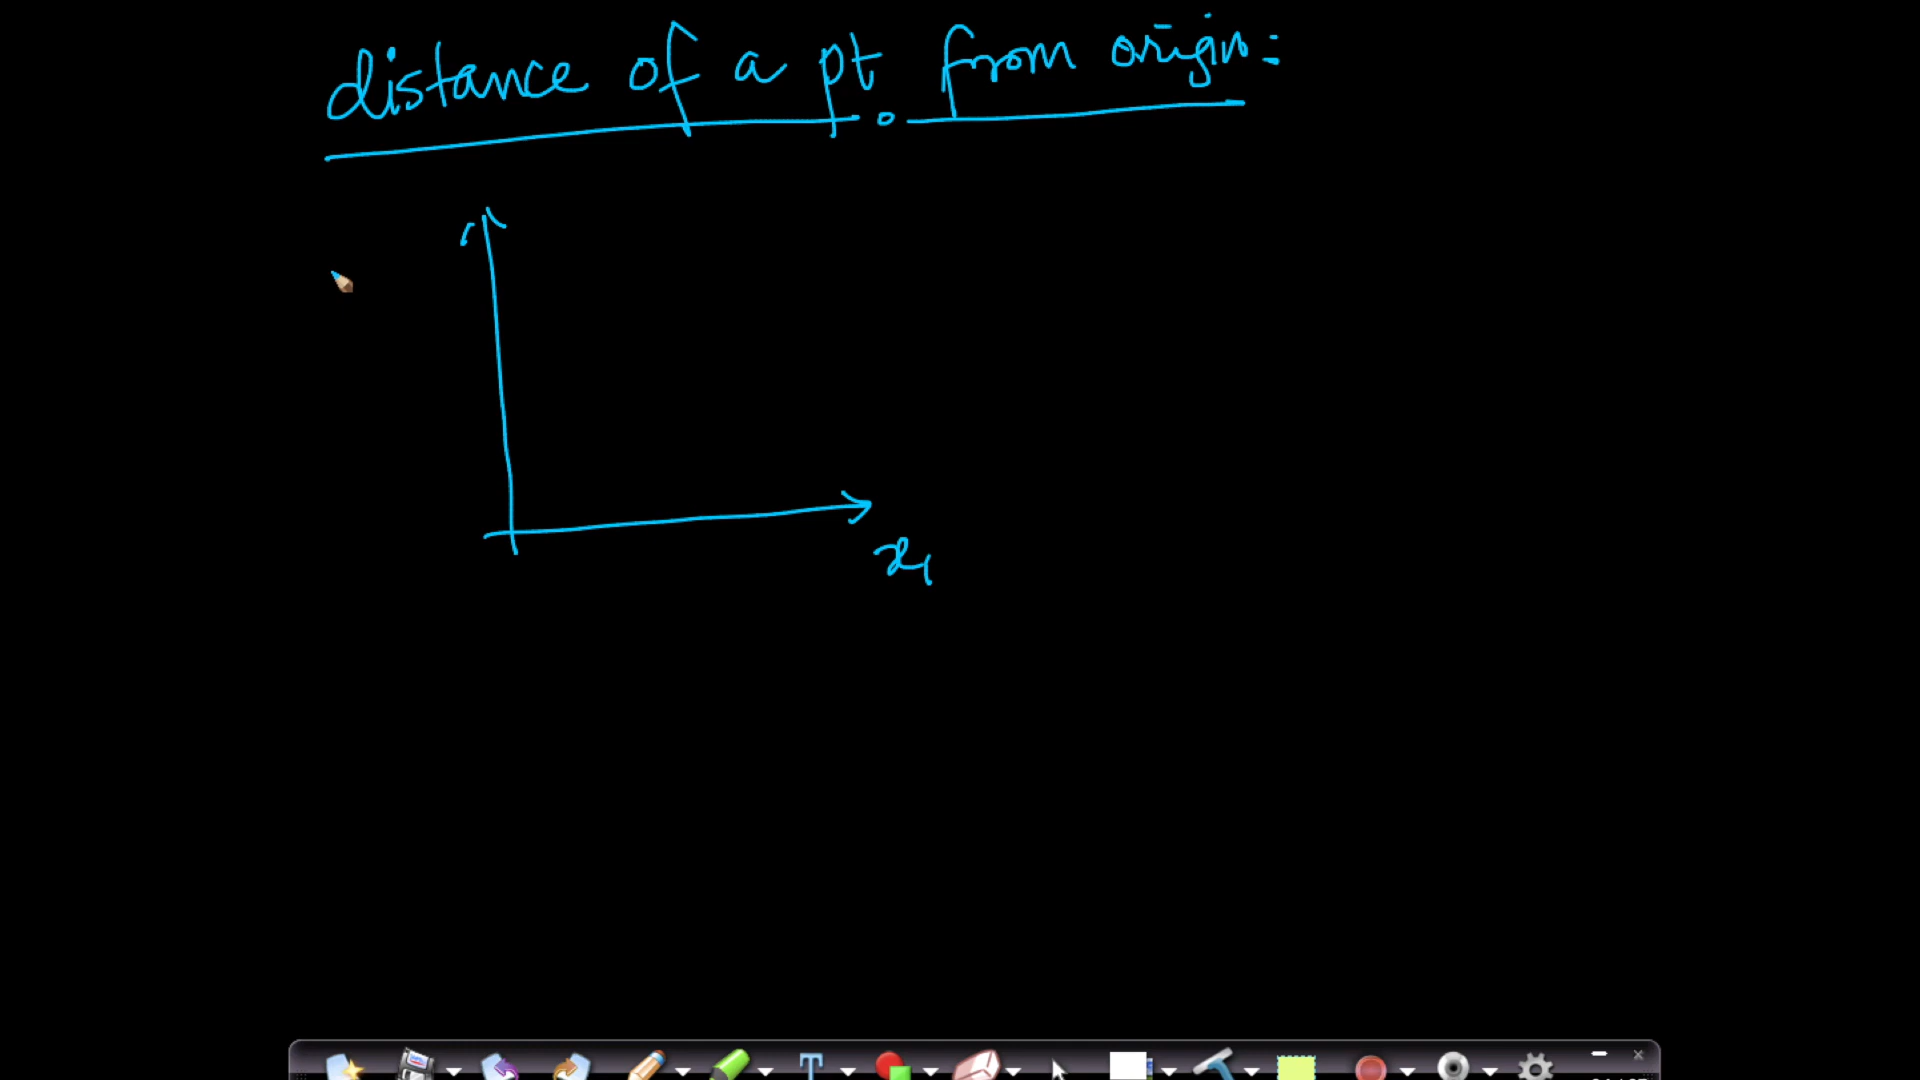 distance of a pt. from origin:
x₁